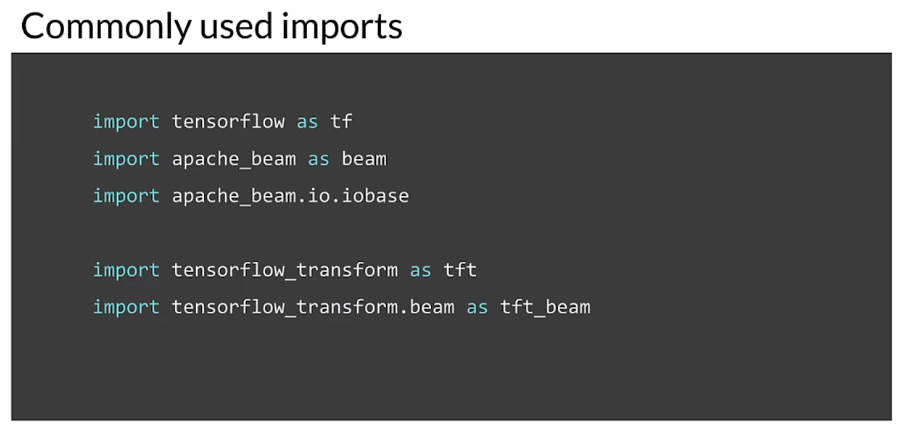 Commonly used imports
import tensorflow as tf
import apache_beam as beam
import apache_beam.io.iobase
import tensorflow_transform as tft
import tensorflow_transform.beam as tft_beam